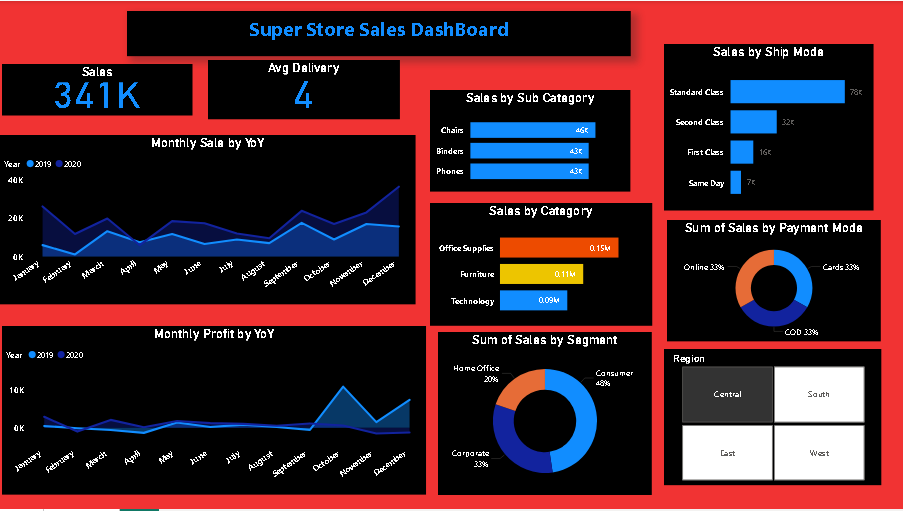 Super Store Sales DashBoard
Sales
341K
Avg Delivery
4
Monthly Sale by YoY
Year 2019 2020
40K
20K
0K
January February March April May June July August September October November December
Monthly Profit by YoY
Year 2019 2020
10K
0K
January February March April May June July August September October November December
Sales by Sub Category
Chairs 46K
Binders 43K
Phones 43K
Sales by Category
Office Supplies 0.15M
Furniture 0.11M
Technology 0.09M
Sum of Sales by Segment
Home Office
20%
Consumer
48%
Corporate
33%
Sales by Ship Mode
Standard Class 78K
Second Class 32K
First Class 16K
Same Day 7K
Sum of Sales by Payment Mode
Online 33%
Cards 33%
COD 33%
Region
Central South
East West